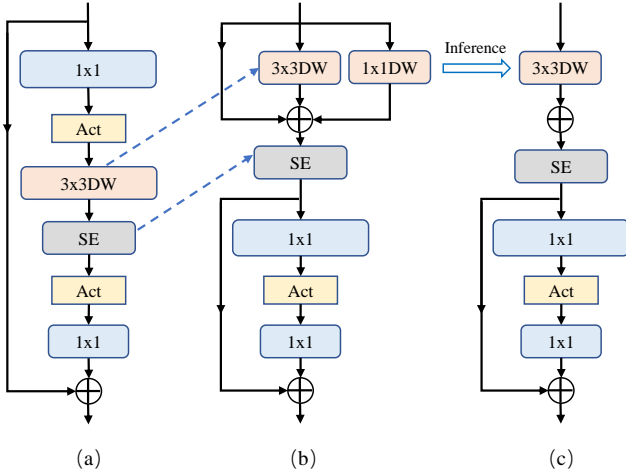 1x1
Act
3x3DW
SE
Act
1x1
(a)
3x3DW
1x1DW
SE
1x1
Act
1x1
(b)
Inference
3x3DW
SE
1x1
Act
1x1
(c)